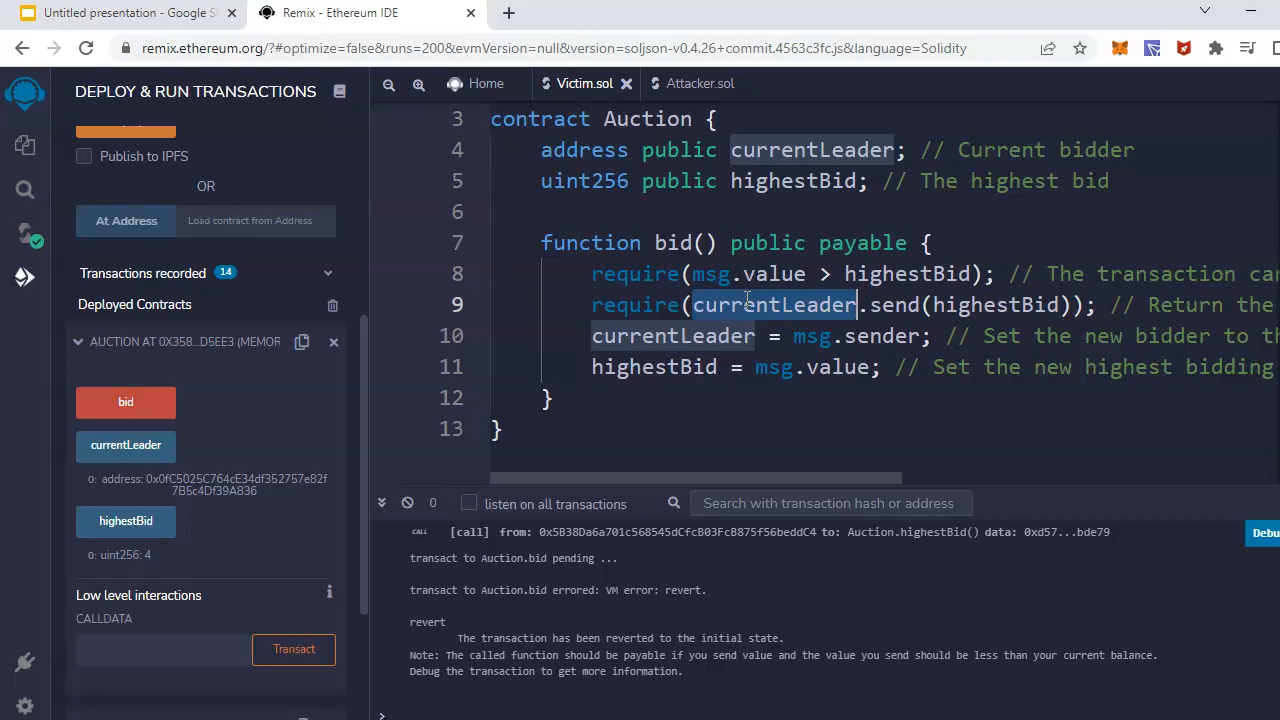 Untitled presentation - Google S
Remix - Ethereum IDE
remix.ethereum.org/?#optimize=false&runs=200&evmVersion=null&version=soljson-v0.4.26+commit.4563c3fc.js&language=Solidity
DEPLOY & RUN TRANSACTIONS
Publish to IPFS
OR
At Address
Load contract from Address
Transactions recorded 14
Deployed Contracts
AUCTION AT 0X358...D5EE3 (MEMOR
bid
currentLeader
0: address: 0x0fC5025C764cE34df352757e82f
7B5c4Df39A836
highestBid
0: uint256: 4
Low level interactions
CALLDATA
Transact
Home
Victim.sol
Attacker.sol
3 contract Auction {
4 address public currentLeader; // Current bidder
5 uint256 public highestBid; // The highest bid
6
7 function bid() public payable {
8 require(msg.value > highestBid); // The transaction can
9 require(currentLeader.send(highestBid)); // Return the
10 currentLeader = msg.sender; // Set the new bidder to th
11 highestBid = msg.value; // Set the new highest bidding
12 }
13 }
0
listen on all transactions
Search with transaction hash or address
CALL [call] from: 0x5B38Da6a701c568545dCfcB03FcB875f56beddC4 to: Auction.highestBid() data: 0xd57...bde79
Debu
transact to Auction.bid pending ...
transact to Auction.bid errored: VM error: revert.
revert
The transaction has been reverted to the initial state.
Note: The called function should be payable if you send value and the value you send should be less than your current balance.
Debug the transaction to get more information.
>